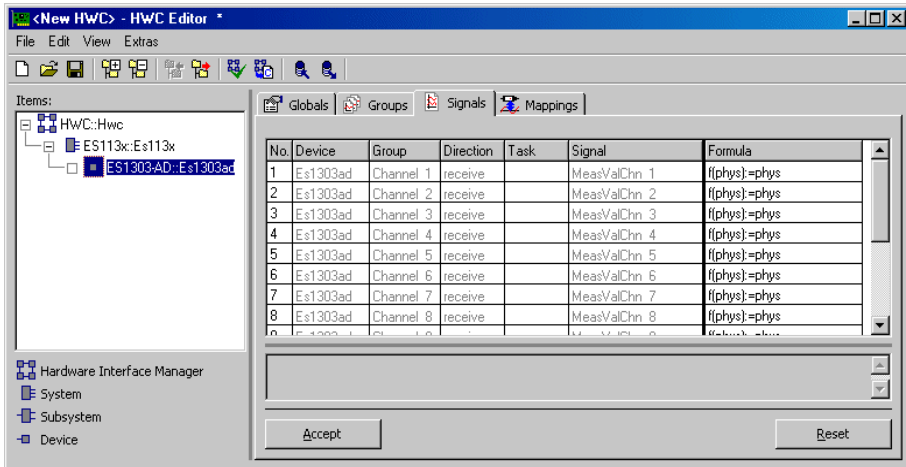 <New HWC> - HWC Editor *
File Edit View Extras
Items:
HWC::Hwc
ES113x::Es113x
ES1303-AD::Es1303ad
Hardware Interface Manager
System
Subsystem
Device
Globals Groups Signals Mappings
No. Device Group Direction Task Signal Formula
1 Es1303ad Channel 1 receive MeasValChn 1 f(phys):=phys
2 Es1303ad Channel 2 receive MeasValChn 2 f(phys):=phys
3 Es1303ad Channel 3 receive MeasValChn 3 f(phys):=phys
4 Es1303ad Channel 4 receive MeasValChn 4 f(phys):=phys
5 Es1303ad Channel 5 receive MeasValChn 5 f(phys):=phys
6 Es1303ad Channel 6 receive MeasValChn 6 f(phys):=phys
7 Es1303ad Channel 7 receive MeasValChn 7 f(phys):=phys
8 Es1303ad Channel 8 receive MeasValChn 8 f(phys):=phys
Accept Reset